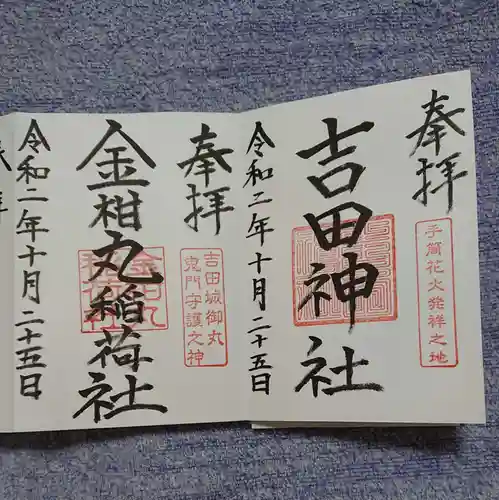 奉拝
手筒花火発祥之地
吉田神社
令和二年十月二十五日
奉拝
吉田城御丸
鬼門守護之神
金柑丸稲荷社
令和二年十月二十五日